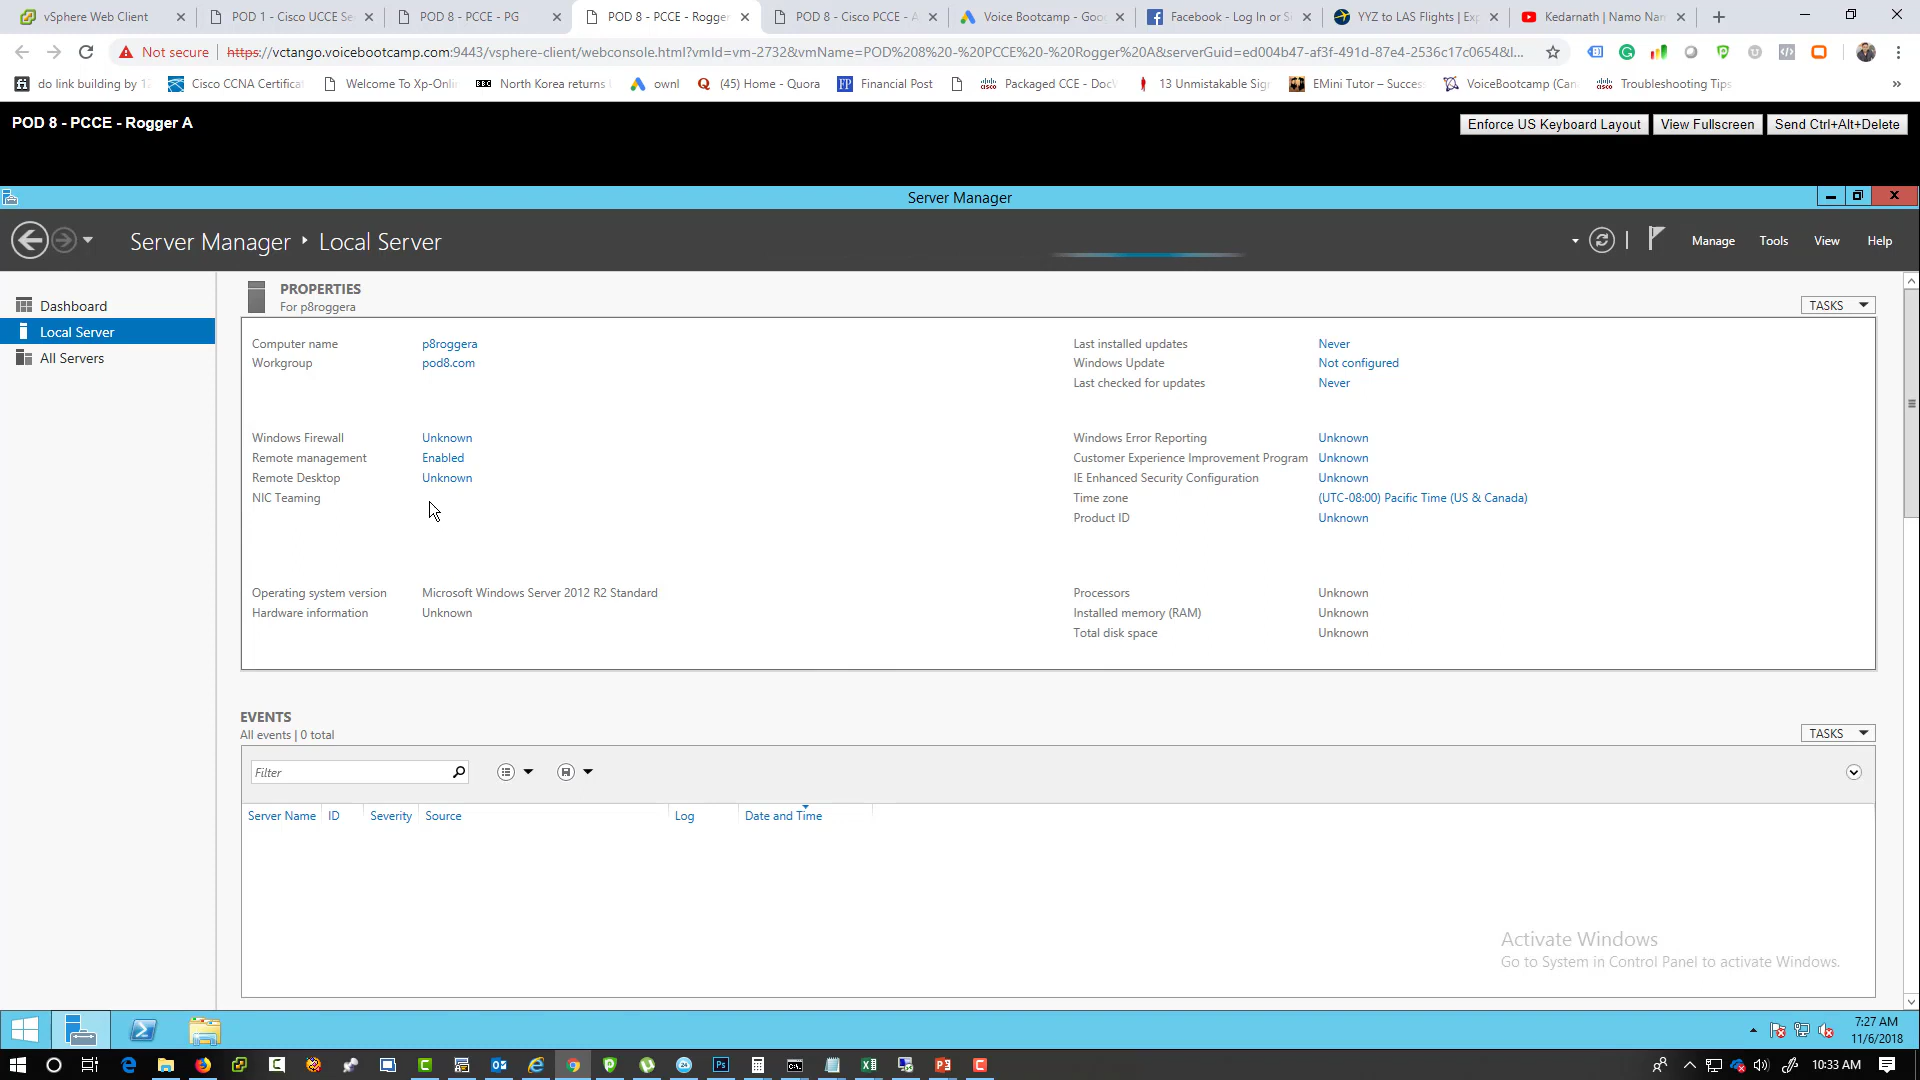 vSphere Web Client
POD 1 - Cisco UCCE Se
POD 8 - PCCE - PG
POD 8 - PCCE - Rogger
POD 8 - Cisco PCCE - A
Voice Bootcamp - Goo
Facebook - Log In or S
YYZ to LAS Flights | Exp
Kedarnath | Namo Nam
Not secure
https://vctango.voicebootcamp.com:9443/vsphere-client/webconsole.html?vmId=vm-2732&vmName=POD%208%20-%20PCCE%20-%20Rogger%20A&serverGuid=ed004b47-af3f-491d-87e4-2536c17c0654&l...
do link building by 1
Cisco CCNA Certifica
Welcome To Xp-Onli
North Korea returns
ownl
(45) Home - Quora
Financial Post
Packaged CCE - Doc
13 Unmistakable Sig
EMini Tutor – Succes
VoiceBootcamp (Can
Troubleshooting Tips
POD 8 - PCCE - Rogger A
Enforce US Keyboard Layout
View Fullscreen
Send Ctrl+Alt+Delete
Server Manager
Server Manager ‣ Local Server
Manage
Tools
View
Help
Dashboard
Local Server
All Servers
PROPERTIES
For p8roggera
TASKS
Computer name p8roggera
Workgroup pod8.com
Last installed updates Never
Windows Update Not configured
Last checked for updates Never
Windows Firewall Unknown
Remote management Enabled
Remote Desktop Unknown
NIC Teaming
Windows Error Reporting Unknown
Customer Experience Improvement Program Unknown
IE Enhanced Security Configuration Unknown
Time zone (UTC-08:00) Pacific Time (US & Canada)
Product ID Unknown
Operating system version Microsoft Windows Server 2012 R2 Standard
Hardware information Unknown
Processors Unknown
Installed memory (RAM) Unknown
Total disk space Unknown
EVENTS
All events | 0 total
TASKS
Filter
Server Name ID Severity Source Log Date and Time
Activate Windows
Go to System in Control Panel to activate Windows.
7:27 AM
11/6/2018
10:33 AM